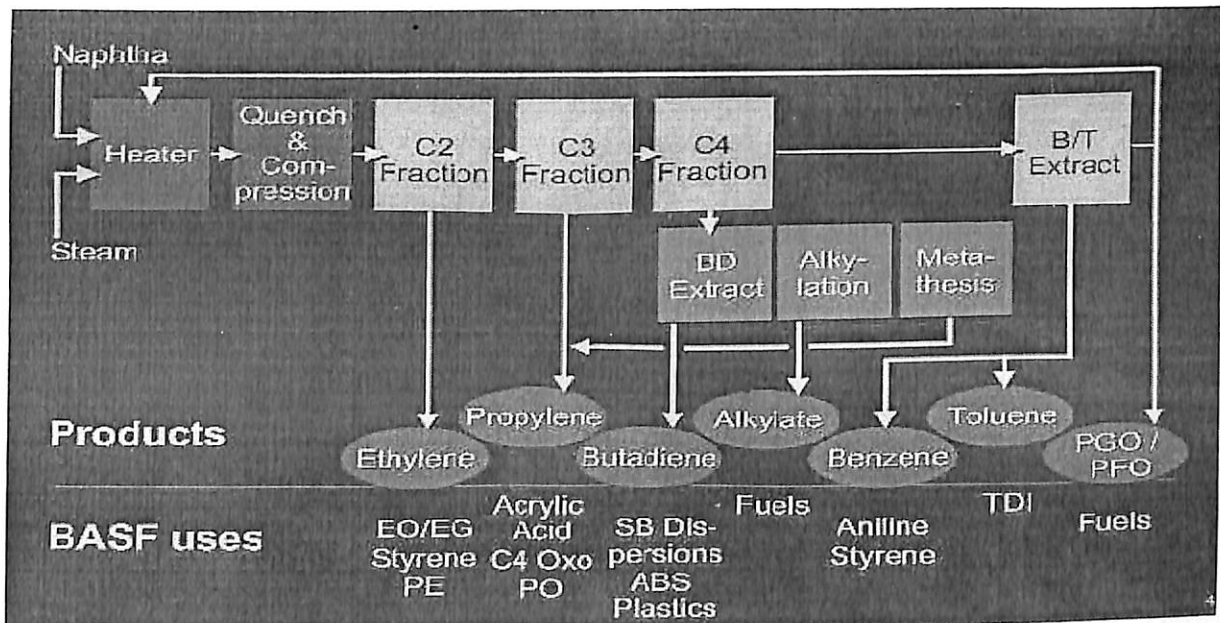 Naphtha
Heater
Steam
Quench
&
Com-
pression
C2
Fraction
C3
Fraction
C4
Fraction
B/T
Extract
BD
Extract
Alky-
lation
Meta-
thesis
Products
Ethylene
Propylene
Butadiene
Alkylate
Benzene
Toluene
PGO /
PFO
BASF uses
EO/EG
Styrene
PE
Acrylic
Acid
C4 Oxo
PO
SB Dis-
persions
ABS
Plastics
Fuels
Aniline
Styrene
TDI
Fuels
4